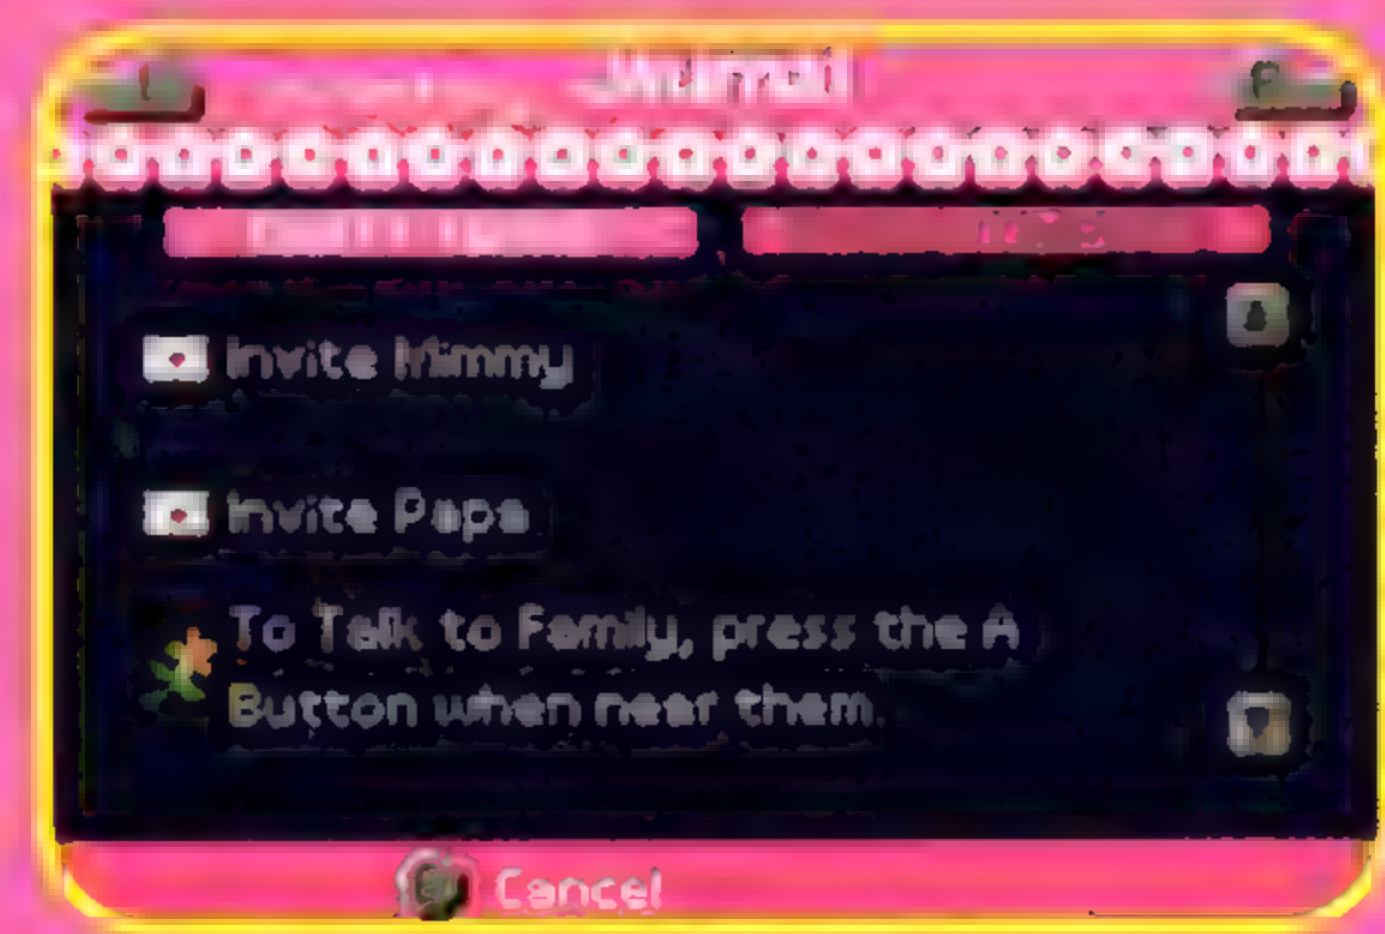 Journal
Invite Mimmy
Invite Papa
To Talk to Family, press the A
Button when near them.
Cancel